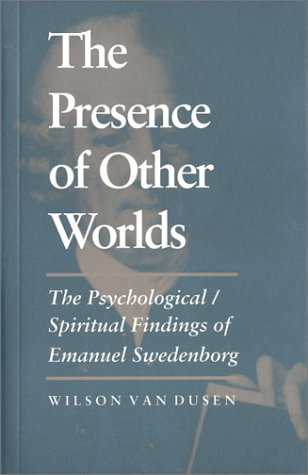 The
Presence
of Other
Worlds
The Psychological /
Spiritual Findings of
Emanuel Swedenborg
WILSON VAN DUSEN